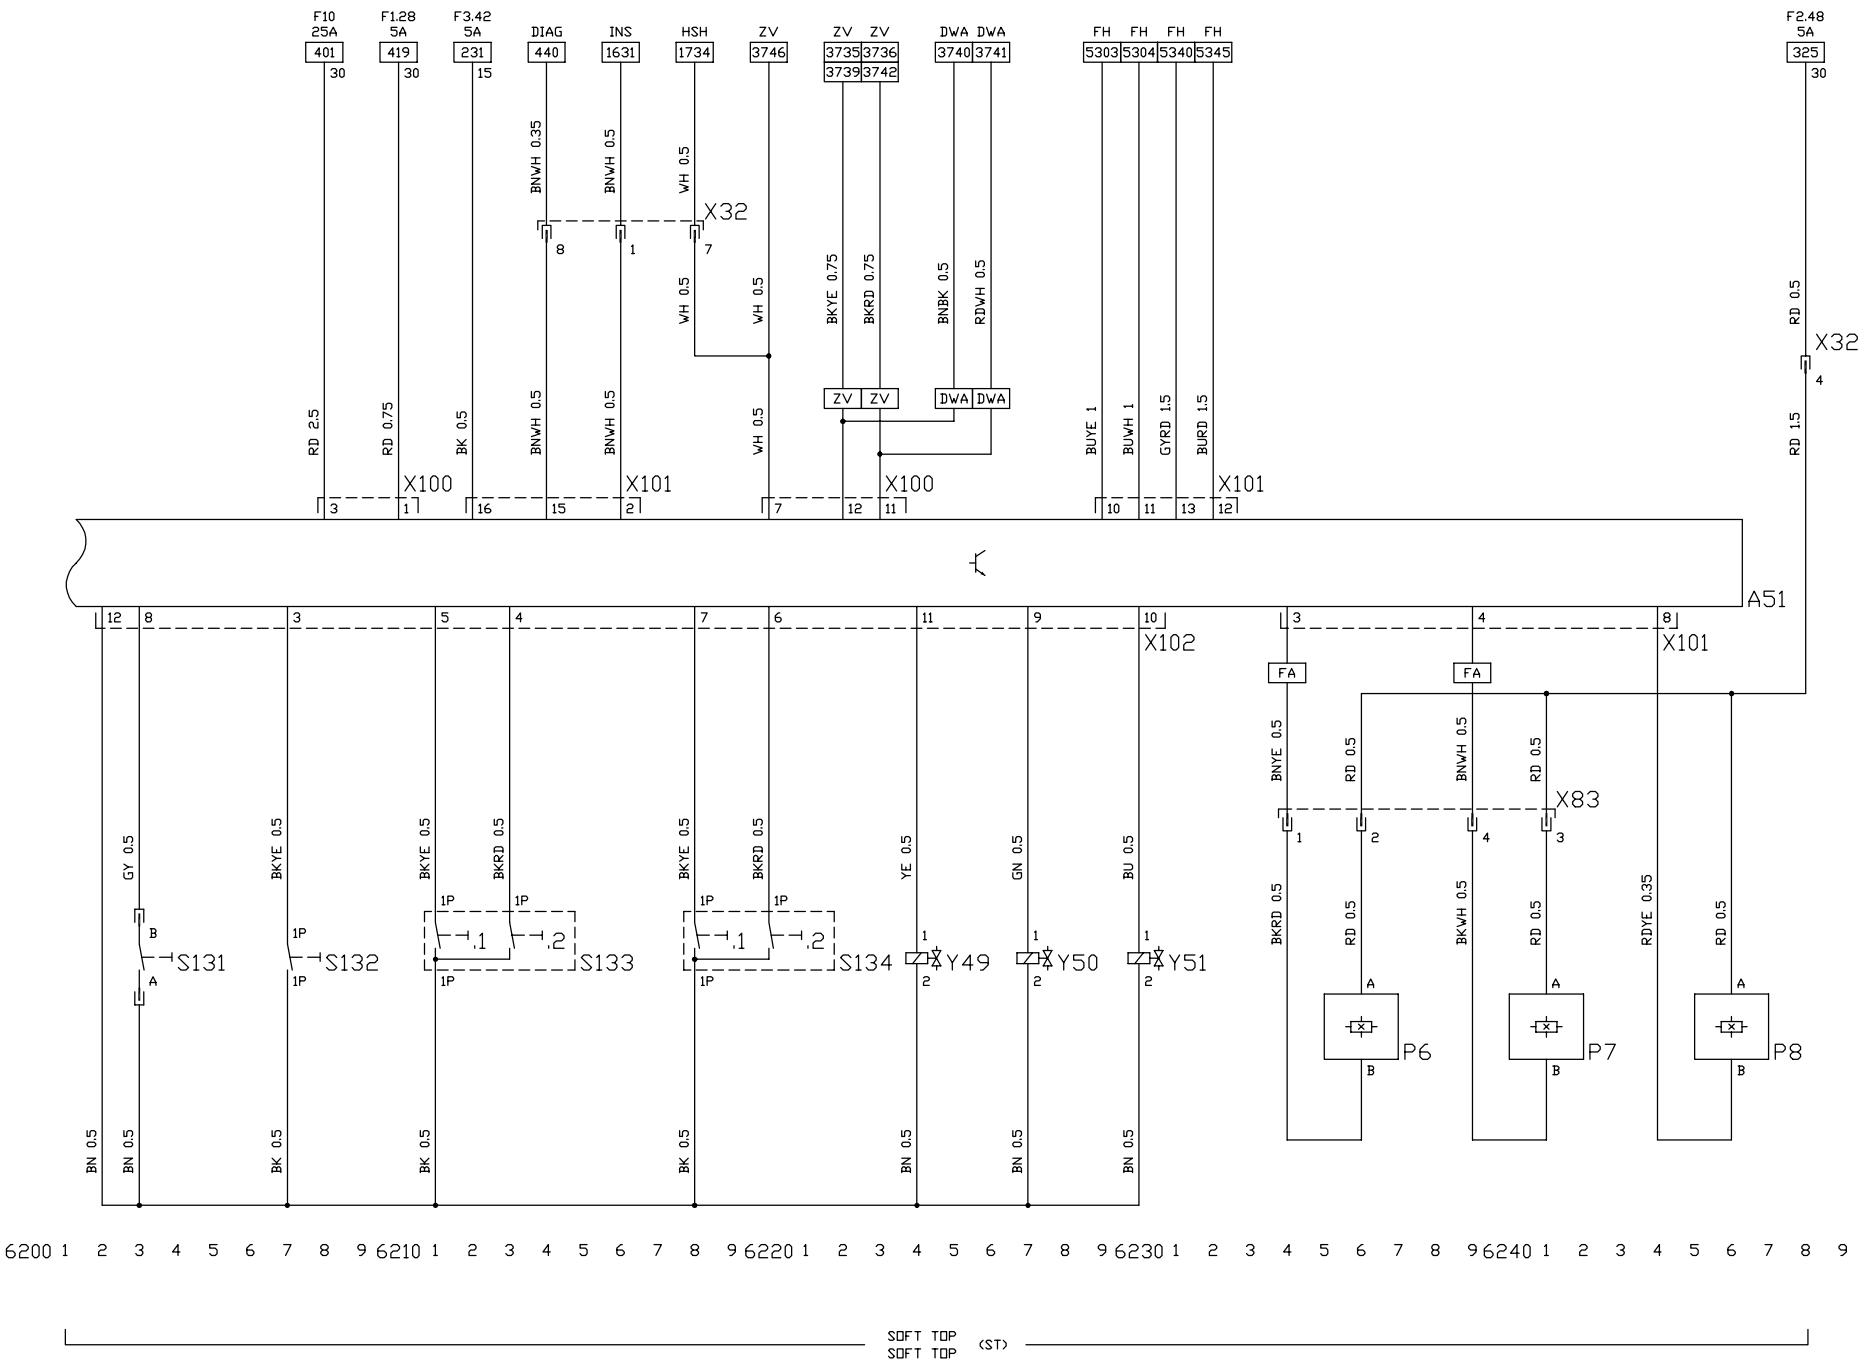 F10 F1.28 F3.42 F2.48
25A 5A 5A DIAG INS HSH ZV ZV ZV DWA DWA FH FH FH FH 5A
401 419 231 440 1631 1734 3746 3735 3736 3740 3741 5303 5304 5340 5345 325
30 30 15 3739 3742 30
BNWH 0.35 BNWH 0.5 WH 0.5
X32
8 1 7
WH 0.5 WH 0.5 BKYE 0.75 BKRD 0.75 BNBK 0.5 RDWH 0.5 RD 0.5
X32
4
ZV ZV DWA DWA
RD 2.5 RD 0.75 BK 0.5 BNWH 0.5 BNWH 0.5 WH 0.5 BUYE 1 BUWH 1 GYRD 1.5 BURD 1.5 RD 1.5
X100 X101 X100 X101
3 1 16 15 2 7 12 11 10 11 13 12
A51
12 8 3 5 4 7 6 11 9 10 3 4 8
X102 X101
FA FA
BNYE 0.5 RD 0.5 BNWH 0.5 RD 0.5
X83
1 2 4 3
GY 0.5 BKYE 0.5 BKYE 0.5 BKRD 0.5 BKYE 0.5 BKRD 0.5 YE 0.5 GN 0.5 BU 0.5
BKRD 0.5 RD 0.5 BKWH 0.5 RD 0.5 RDYE 0.35 RD 0.5
1P 1P 1P 1P
B 1P .1 .2 .1 .2 1 1 1
S131 S132 S133 S134 Y49 Y50 Y51
A 1P 1P 1P 2 2 2
A A A
P6 P7 P8
B B B
BN 0.5 BN 0.5 BK 0.5 BK 0.5 BK 0.5 BN 0.5 BN 0.5 BN 0.5
6200 1 2 3 4 5 6 7 8 9 6210 1 2 3 4 5 6 7 8 9 6220 1 2 3 4 5 6 7 8 9 6230 1 2 3 4 5 6 7 8 9 6240 1 2 3 4 5 6 7 8 9
SOFT TOP (ST)
SOFT TOP